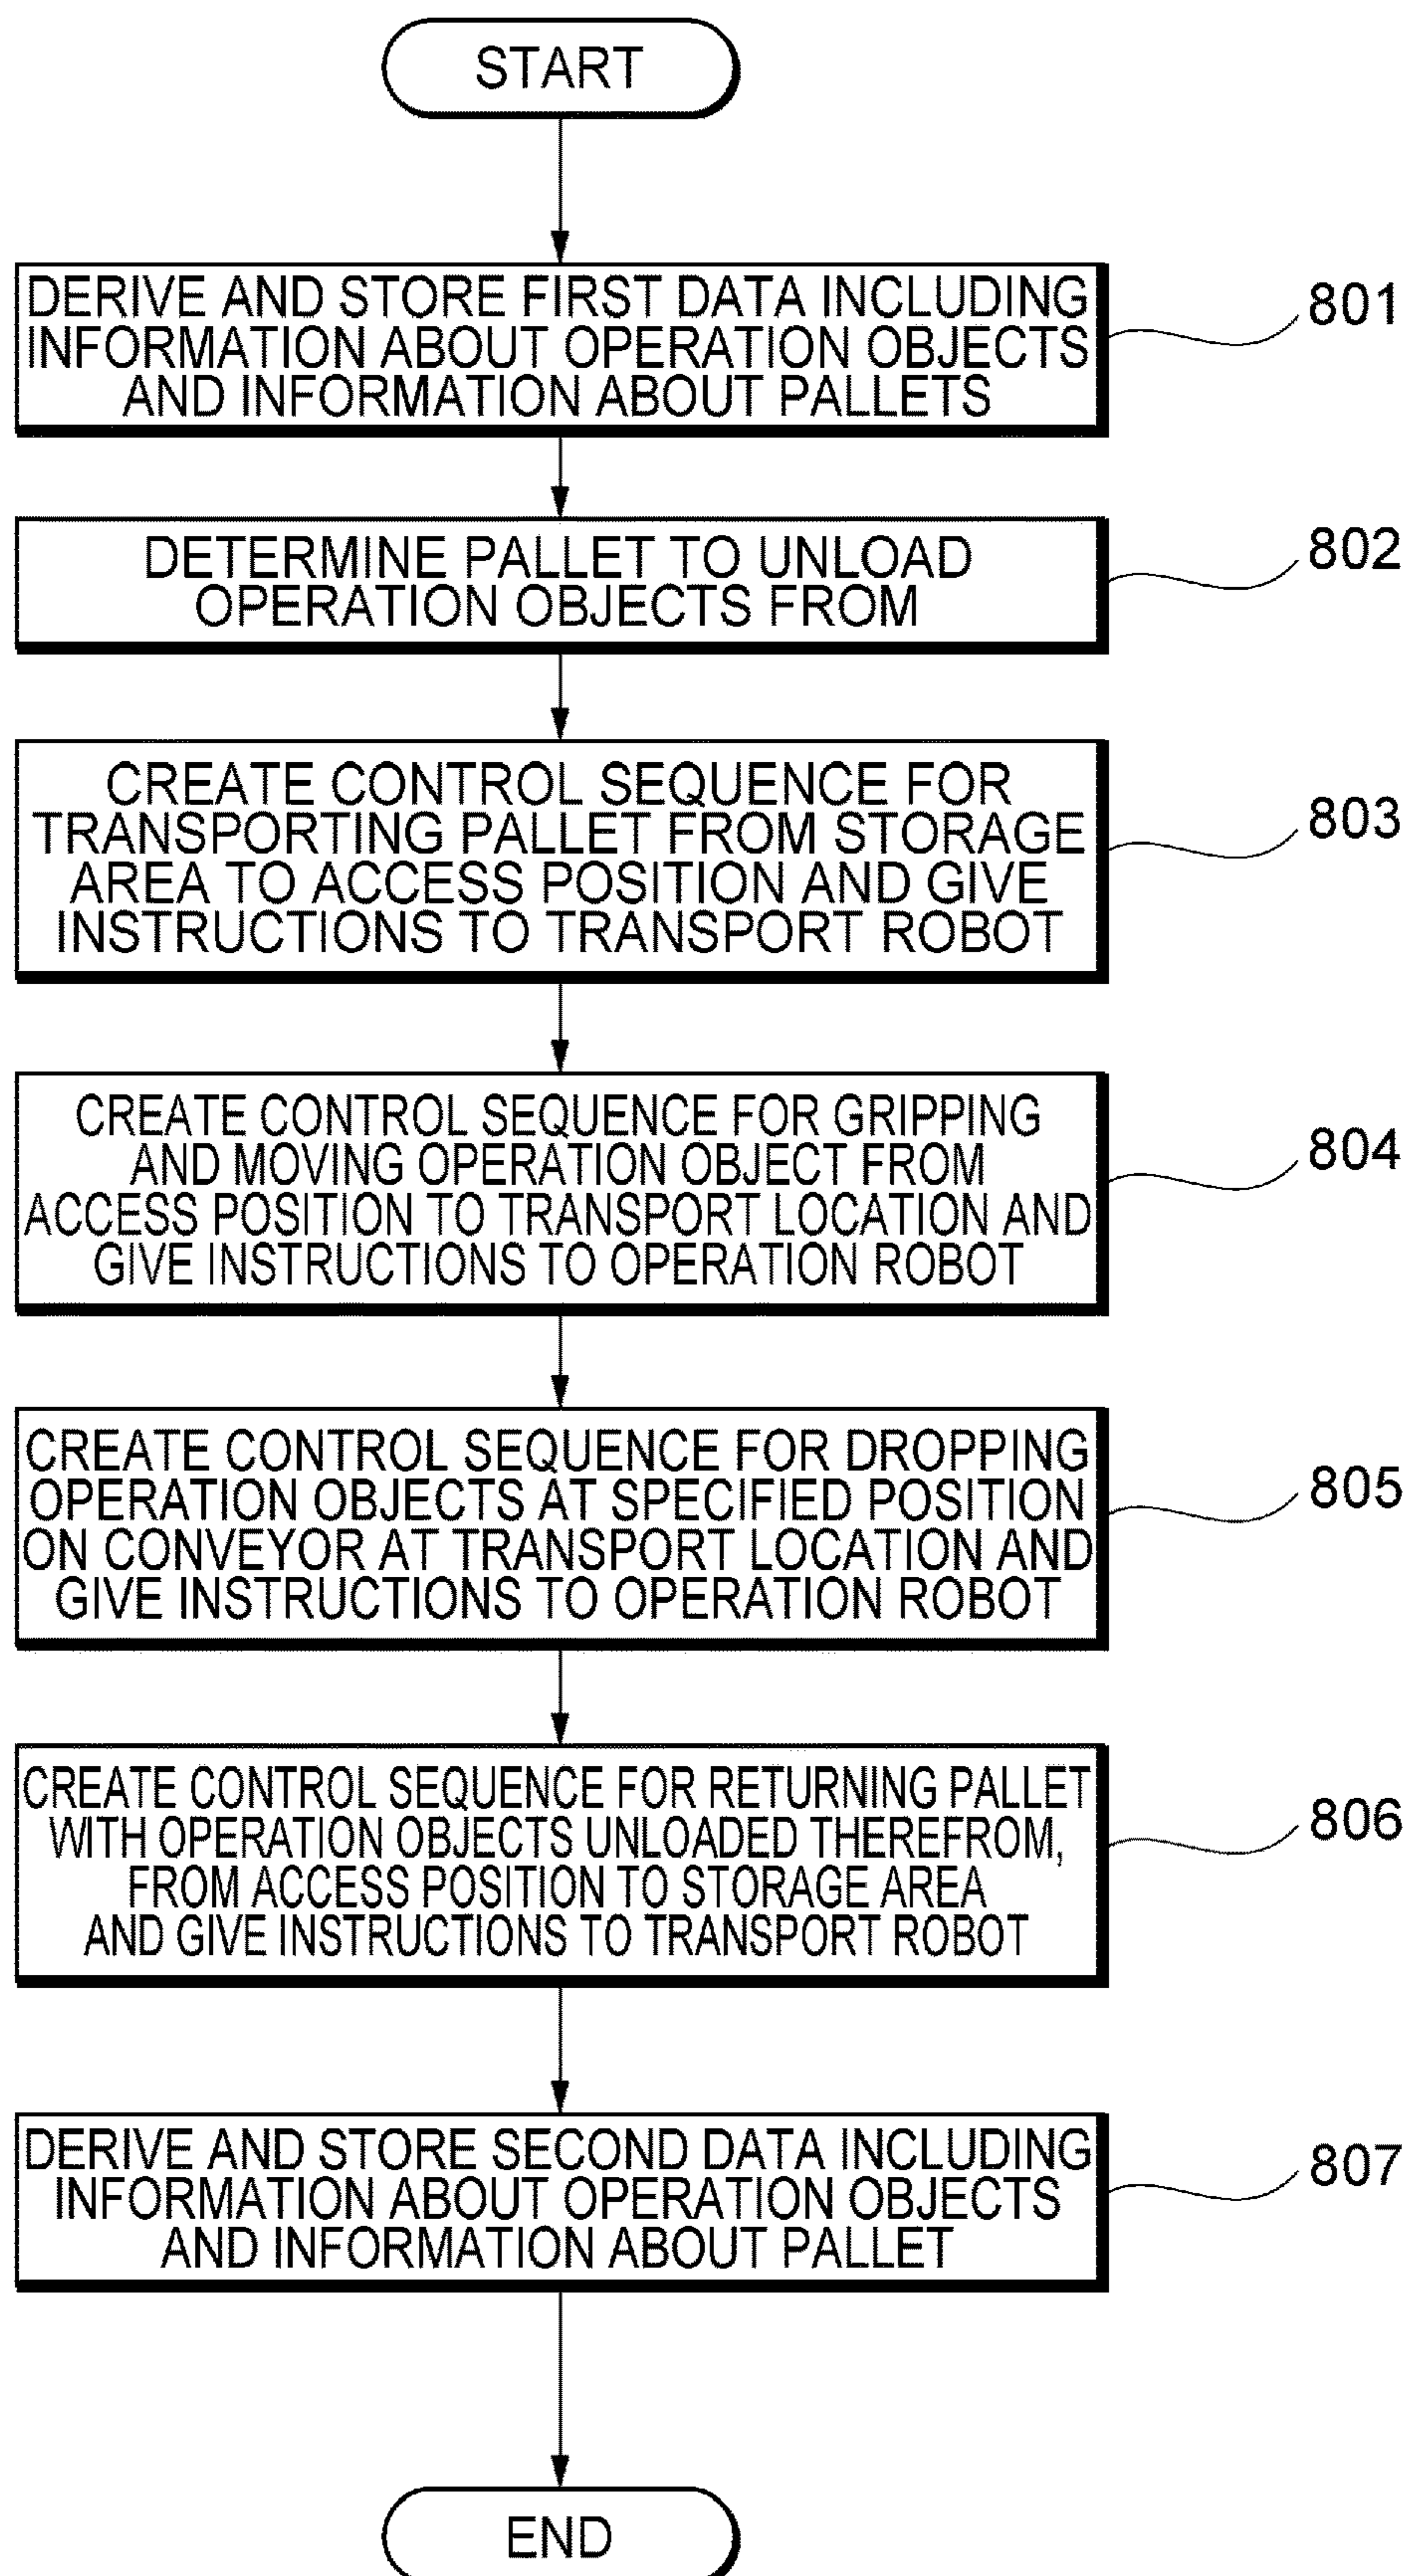 START
DERIVE AND STORE FIRST DATA INCLUDING
INFORMATION ABOUT OPERATION OBJECTS
AND INFORMATION ABOUT PALLETS
801
DETERMINE PALLET TO UNLOAD
OPERATION OBJECTS FROM
802
CREATE CONTROL SEQUENCE FOR
TRANSPORTING PALLET FROM STORAGE
AREA TO ACCESS POSITION AND GIVE
INSTRUCTIONS TO TRANSPORT ROBOT
803
CREATE CONTROL SEQUENCE FOR GRIPPING
AND MOVING OPERATION OBJECT FROM
ACCESS POSITION TO TRANSPORT LOCATION AND
GIVE INSTRUCTIONS TO OPERATION ROBOT
804
CREATE CONTROL SEQUENCE FOR DROPPING
OPERATION OBJECTS AT SPECIFIED POSITION
ON CONVEYOR AT TRANSPORT LOCATION AND
GIVE INSTRUCTIONS TO OPERATION ROBOT
805
CREATE CONTROL SEQUENCE FOR RETURNING PALLET
WITH OPERATION OBJECTS UNLOADED THEREFROM,
FROM ACCESS POSITION TO STORAGE AREA
AND GIVE INSTRUCTIONS TO TRANSPORT ROBOT
806
DERIVE AND STORE SECOND DATA INCLUDING
INFORMATION ABOUT OPERATION OBJECTS
AND INFORMATION ABOUT PALLET
807
END